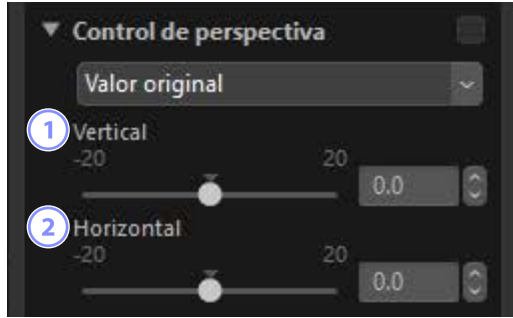 Control de perspectiva
Valor original
1 Vertical
-20 20
0.0
2 Horizontal
-20 20
0.0